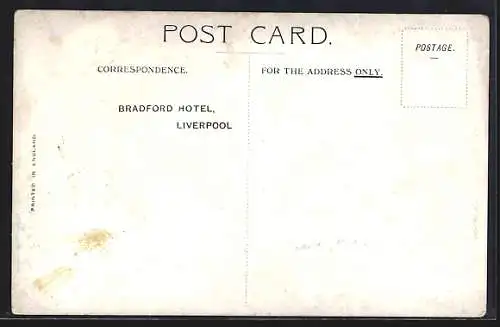 POST CARD.
POSTAGE.
CORRESPONDENCE.
FOR THE ADDRESS ONLY.
BRADFORD HOTEL,
LIVERPOOL
PRINTED IN ENGLAND